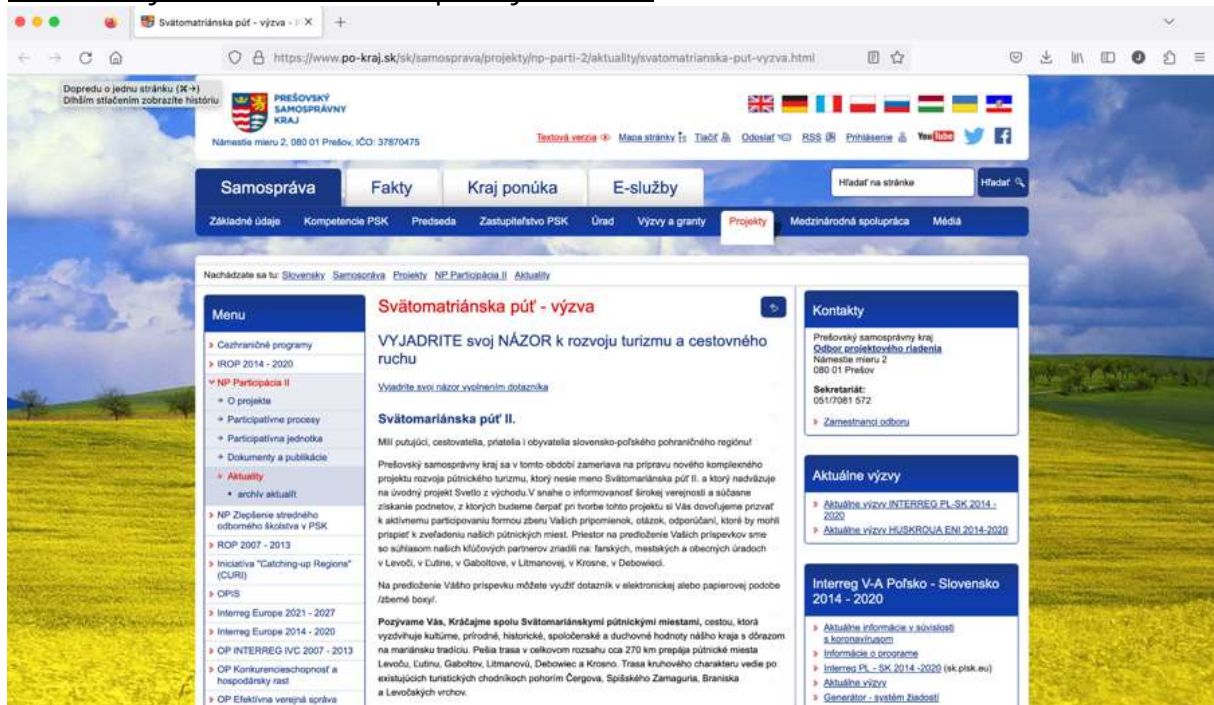 Svätomatriánska púť - výzva - P ×
https://www.po-kraj.sk/sk/samosprava/projekty/np-parti-2/aktuality/svatomatrianska-put-vyzva.html
Dopredu o jednu stránku (⌘→)
Dlhším stlačením zobrazíte históriu
PREŠOVSKÝ
SAMOSPRÁVNY
KRAJ
Námestie mieru 2, 080 01 Prešov, IČO: 37870475
Textová verzia Mapa stránky Tlačiť Odoslať RSS Prihlásenie YouTube
Samospráva Fakty Kraj ponúka E-služby
Hľadať na stránke Hľadať
Základné údaje Kompetencie PSK Predseda Zastupiteľstvo PSK Úrad Výzvy a granty Projekty Medzinárodná spolupráca Médiá
Nachádzate sa tu: Slovensky Samospráva Projekty NP Participácia II Aktuality
Menu
Cezhraničné programy
IROP 2014 - 2020
NP Participácia II
O projekte
Participatívne procesy
Participatívna jednotka
Dokumenty a publikácie
Aktuality
archív aktualít
NP Zlepšenie stredného
odborného školstva v PSK
ROP 2007 - 2013
Iniciatíva "Catching-up Regions"
(CURI)
OPIS
Interreg Europe 2021 - 2027
Interreg Europe 2014 - 2020
OP INTERREG IVC 2007 - 2013
OP Konkurencieschopnosť a
hospodársky rast
OP Efektívna verejná správa
Svätomatriánska púť - výzva
VYJADRITE svoj NÁZOR k rozvoju turizmu a cestovného
ruchu
Vyjadrite svoj názor vyplnením dotazníka
Svätomariánska púť II.
Milí putujúci, cestovatelia, priatelia i obyvatelia slovensko-poľského pohraničného regiónu!
Prešovský samosprávny kraj sa v tomto období zameriava na prípravu nového komplexného
projektu rozvoja pútnického turizmu, ktorý nesie meno Svätomariánska púť II. a ktorý nadväzuje
na úvodný projekt Svetlo z východu.V snahe o informovanosť širokej verejnosti a súčasne
získanie podnetov, z ktorých budeme čerpať pri tvorbe tohto projektu si Vás dovoľujeme prizvať
k aktívnemu participovaniu formou zberu Vašich pripomienok, otázok, odporúčaní, ktoré by mohli
prispieť k zveľadeniu našich pútnických miest. Priestor na predloženie Vašich príspevkov sme
so súhlasom našich kľúčových partnerov zriadili na: farských, mestských a obecných úradoch
v Levoči, v Ľutine, v Gaboltove, v Litmanovej, v Krosne, v Debowieci.
Na predloženie Vášho príspevku môžete využiť dotazník v elektronickej alebo papierovej podobe
/zberné boxy/.
Pozývame Vás, Kráčajme spolu Svätomariánskymi pútnickými miestami, cestou, ktorá
vyzdvihuje kultúrne, prírodné, historické, spoločenské a duchovné hodnoty nášho kraja s dôrazom
na mariánsku tradíciu. Pešia trasa v celkovom rozsahu cca 270 km prepája pútnické miesta
Levoču, Ľutinu, Gaboltov, Litmanovú, Debowiec a Krosno. Trasa kruhového charakteru vedie po
existujúcich turistických chodníkoch pohorím Čergova, Spišského Zamaguria, Braniska
a Levočských vrchov.
Kontakty
Prešovský samosprávny kraj
Odbor projektového riadenia
Námestie mieru 2
080 01 Prešov
Sekretariát:
051/7081 572
Zamestnanci odboru
Aktuálne výzvy
Aktuálne výzvy INTERREG PL-SK 2014 -
2020
Aktuálne výzvy HUSKROUA ENI 2014-2020
Interreg V-A Poľsko - Slovensko
2014 - 2020
Aktuálne informácie v súvislosti
s koronavírusom
Informácie o programe
Interreg PL - SK 2014 -2020 (sk.plsk.eu)
Aktuálne výzvy
Generátor - systém žiadostí